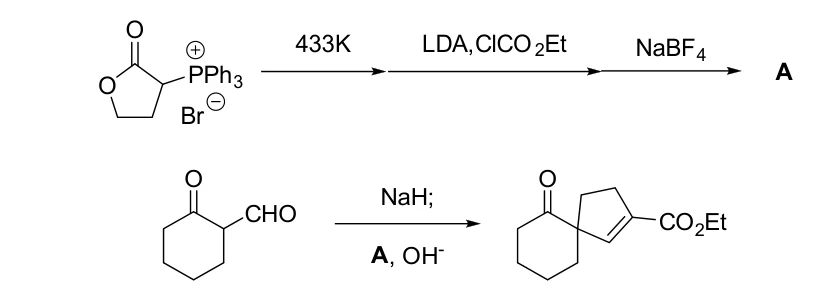 O
O
⊕
PPh3
Br ⊖
433K
LDA, ClCO2Et
NaBF4
A
O
CHO
NaH;
A, OH-
O
CO2Et